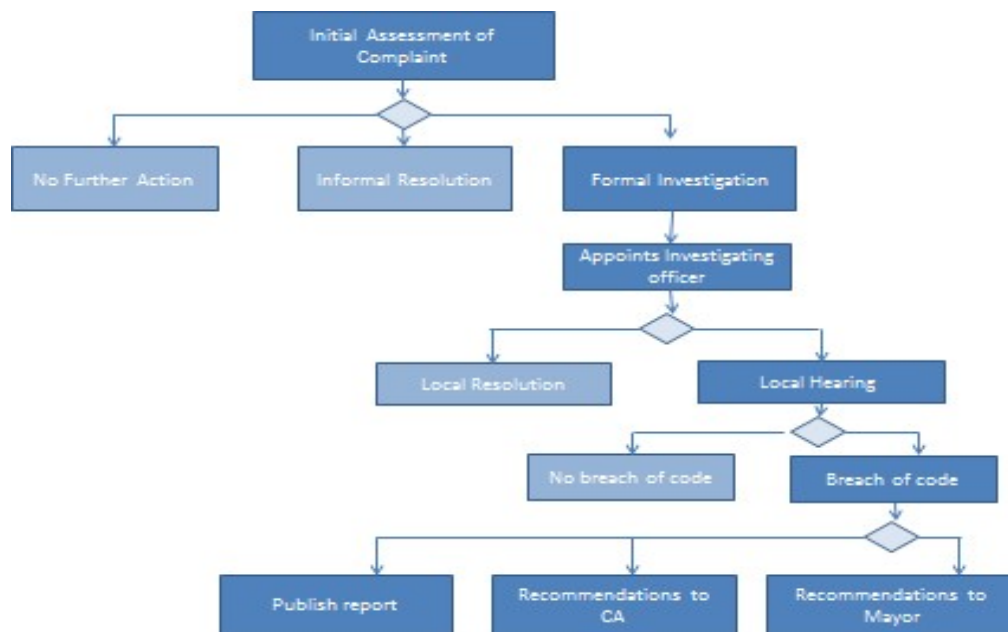 Initial Assessment of
Complaint
No Further Action
Informal Resolution
Formal Investigation
Appoints Investigating
officer
Local Resolution
Local Hearing
No breach of code
Breach of code
Publish report
Recommendations to
CA
Recommendations to
Mayor